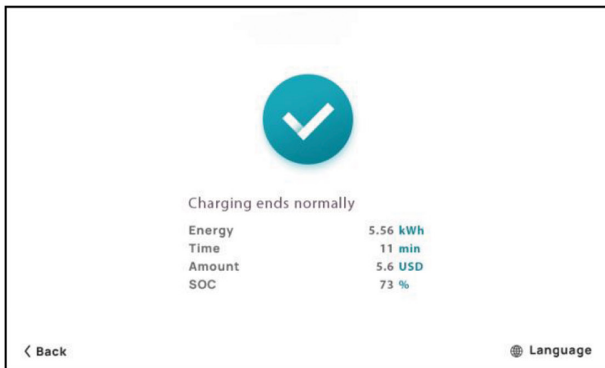 Charging ends normally
Energy 5.56 kWh
Time 11 min
Amount 5.6 USD
SOC 73 %
< Back
Language